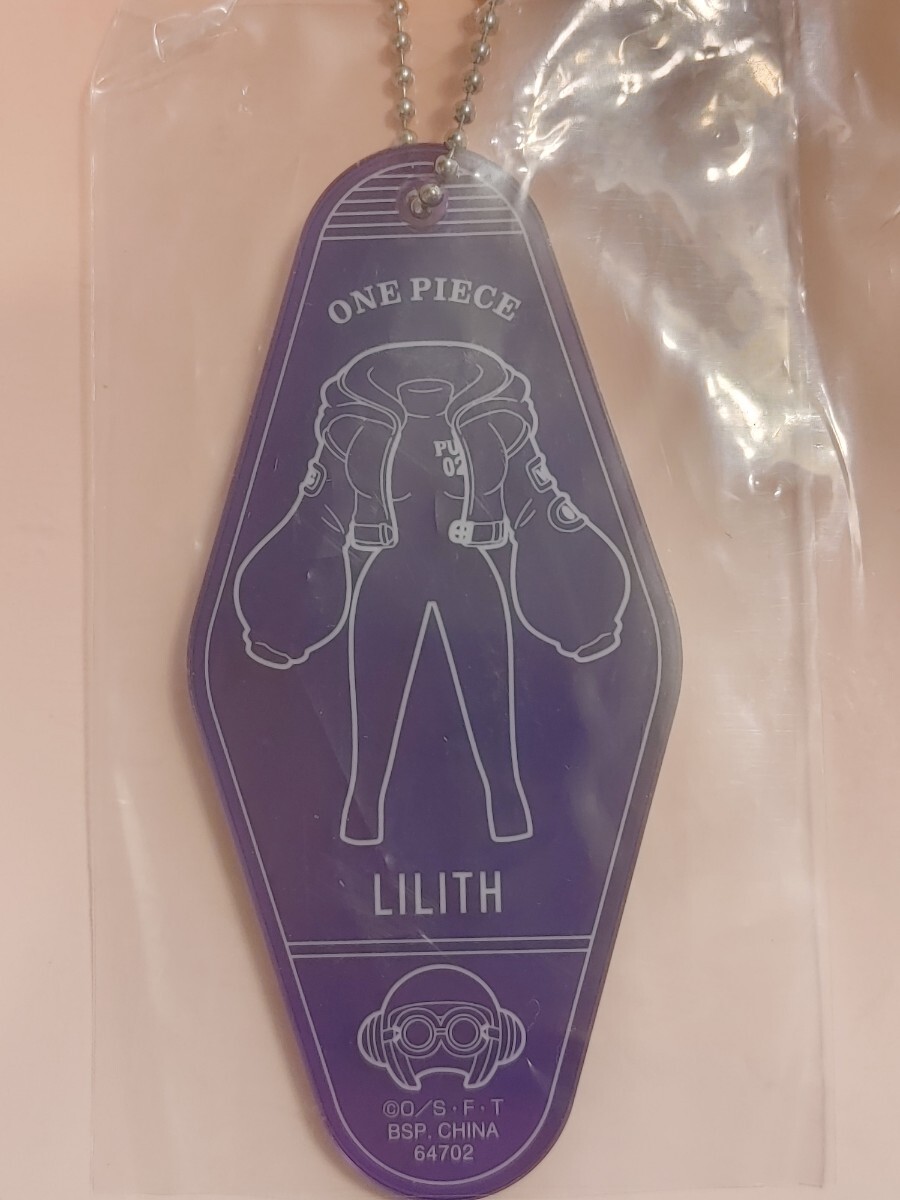 ONE PIECE
PU
02
LILITH
©O/S・F・T
BSP. CHINA
64702